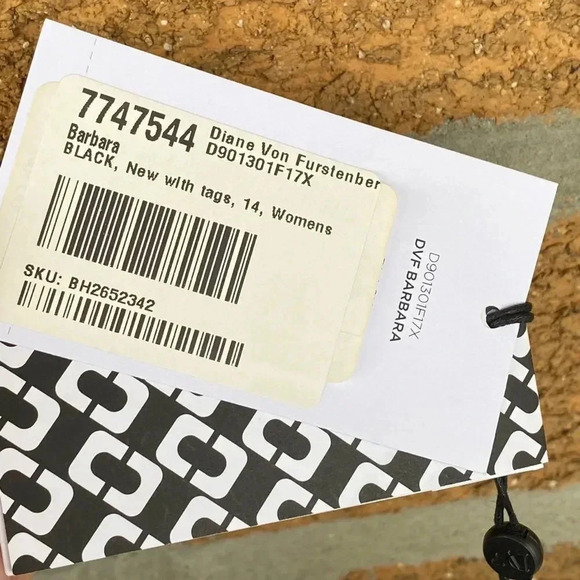 7747544
Diane Von Furstenber
Barbara
D901301F17X
BLACK, New with tags, 14, Womens
SKU: BH2652342
D901301F17X
DVF BARBARA